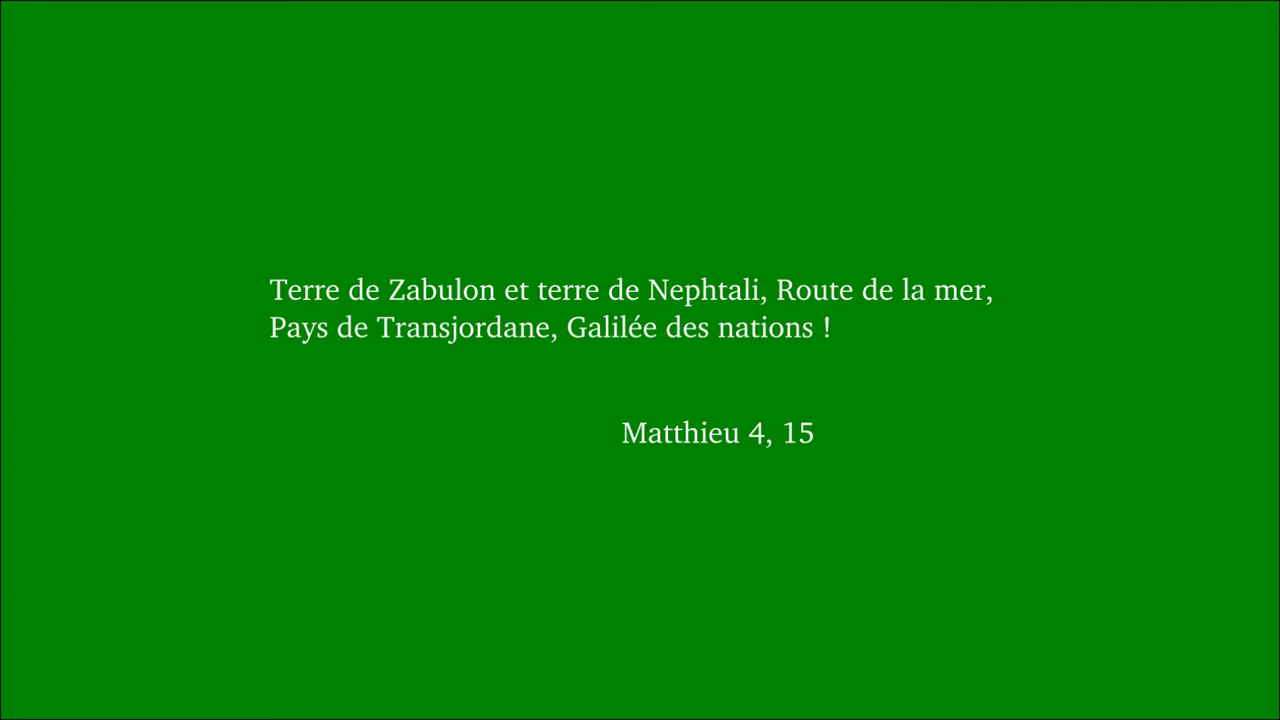 Terre de Zabulon et terre de Nephtali, Route de la mer,
Pays de Transjordane, Galilée des nations !
Matthieu 4, 15